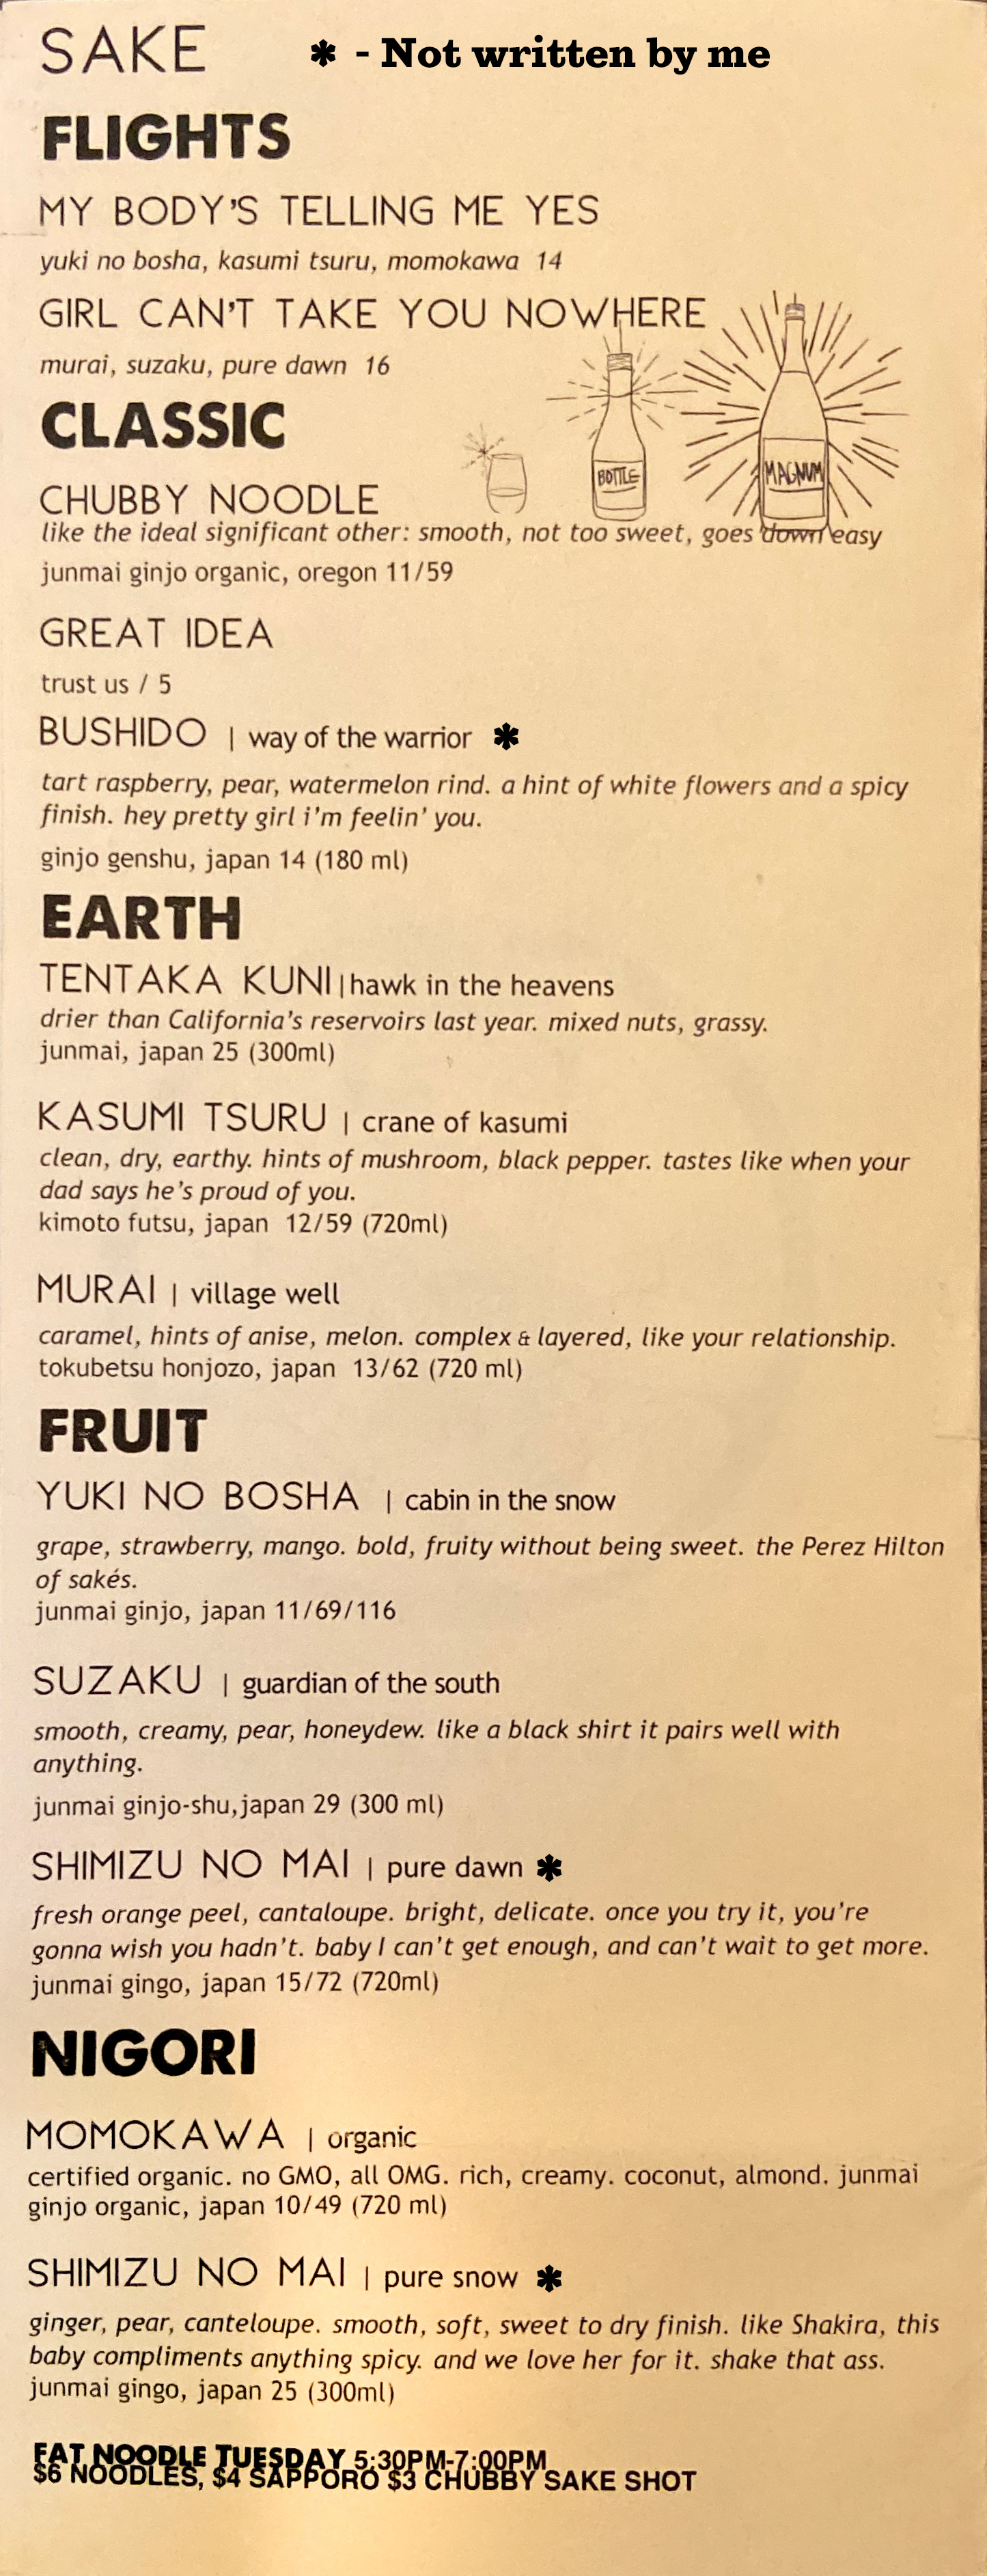 SAKE
✽ - Not written by me
FLIGHTS
MY BODY'S TELLING ME YES
yuki no bosha, kasumi tsuru, momokawa 14
GIRL CAN'T TAKE YOU NOWHERE
murai, suzaku, pure dawn 16
CLASSIC
BOTTLE
MAGNUM
CHUBBY NOODLE
like the ideal significant other: smooth, not too sweet, goes down easy
junmai ginjo organic, oregon 11/59
GREAT IDEA
trust us / 5
BUSHIDO | way of the warrior ✽
tart raspberry, pear, watermelon rind. a hint of white flowers and a spicy
finish. hey pretty girl i'm feelin' you.
ginjo genshu, japan 14 (180 ml)
EARTH
TENTAKA KUNI|hawk in the heavens
drier than California's reservoirs last year. mixed nuts, grassy.
junmai, japan 25 (300ml)
KASUMI TSURU | crane of kasumi
clean, dry, earthy. hints of mushroom, black pepper. tastes like when your
dad says he's proud of you.
kimoto futsu, japan 12/59 (720ml)
MURAI | village well
caramel, hints of anise, melon. complex & layered, like your relationship.
tokubetsu honjozo, japan 13/62 (720 ml)
FRUIT
YUKI NO BOSHA | cabin in the snow
grape, strawberry, mango. bold, fruity without being sweet. the Perez Hilton
of sakés.
junmai ginjo, japan 11/69/116
SUZAKU | guardian of the south
smooth, creamy, pear, honeydew. like a black shirt it pairs well with
anything.
junmai ginjo-shu,japan 29 (300 ml)
SHIMIZU NO MAI | pure dawn ✽
fresh orange peel, cantaloupe. bright, delicate. once you try it, you're
gonna wish you hadn't. baby I can't get enough, and can't wait to get more.
junmai gingo, japan 15/72 (720ml)
NIGORI
MOMOKAWA | organic
certified organic. no GMO, all OMG. rich, creamy. coconut, almond. junmai
ginjo organic, japan 10/49 (720 ml)
SHIMIZU NO MAI | pure snow ✽
ginger, pear, canteloupe. smooth, soft, sweet to dry finish. like Shakira, this
baby compliments anything spicy. and we love her for it. shake that ass.
junmai gingo, japan 25 (300ml)
FAT NOODLE TUESDAY 5:30PM-7:00PM
$6 NOODLES, $4 SAPPORO $3 CHUBBY SAKE SHOT